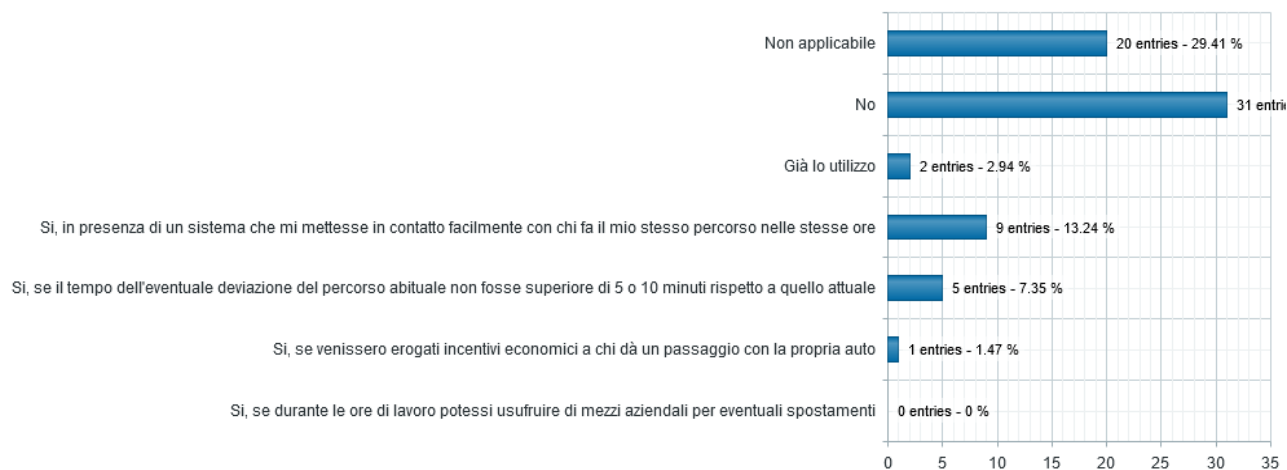 Non applicabile
20 entries - 29.41 %
No
31 entrie
Già lo utilizzo
2 entries - 2.94 %
Si, in presenza di un sistema che mi mettesse in contatto facilmente con chi fa il mio stesso percorso nelle stesse ore
9 entries - 13.24 %
Si, se il tempo dell'eventuale deviazione del percorso abituale non fosse superiore di 5 o 10 minuti rispetto a quello attuale
5 entries - 7.35 %
Si, se venissero erogati incentivi economici a chi dà un passaggio con la propria auto
1 entries - 1.47 %
Si, se durante le ore di lavoro potessi usufruire di mezzi aziendali per eventuali spostamenti
0 entries - 0 %
0 5 10 15 20 25 30 35